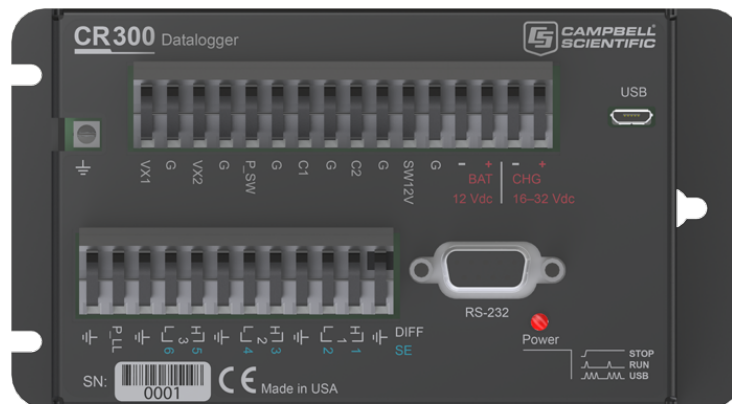 CR300 Datalogger
CAMPBELL
SCIENTIFIC
USB
VX1 G VX2 G P_SW G C1 G C2 G SW12V G - + - +
BAT CHG
12 Vdc 16–32 Vdc
RS-232
P_LL L 3 H L 2 H L 1 H DIFF
6 5 4 3 2 1 SE
Power
STOP
RUN
USB
SN: 0001 CE Made in USA